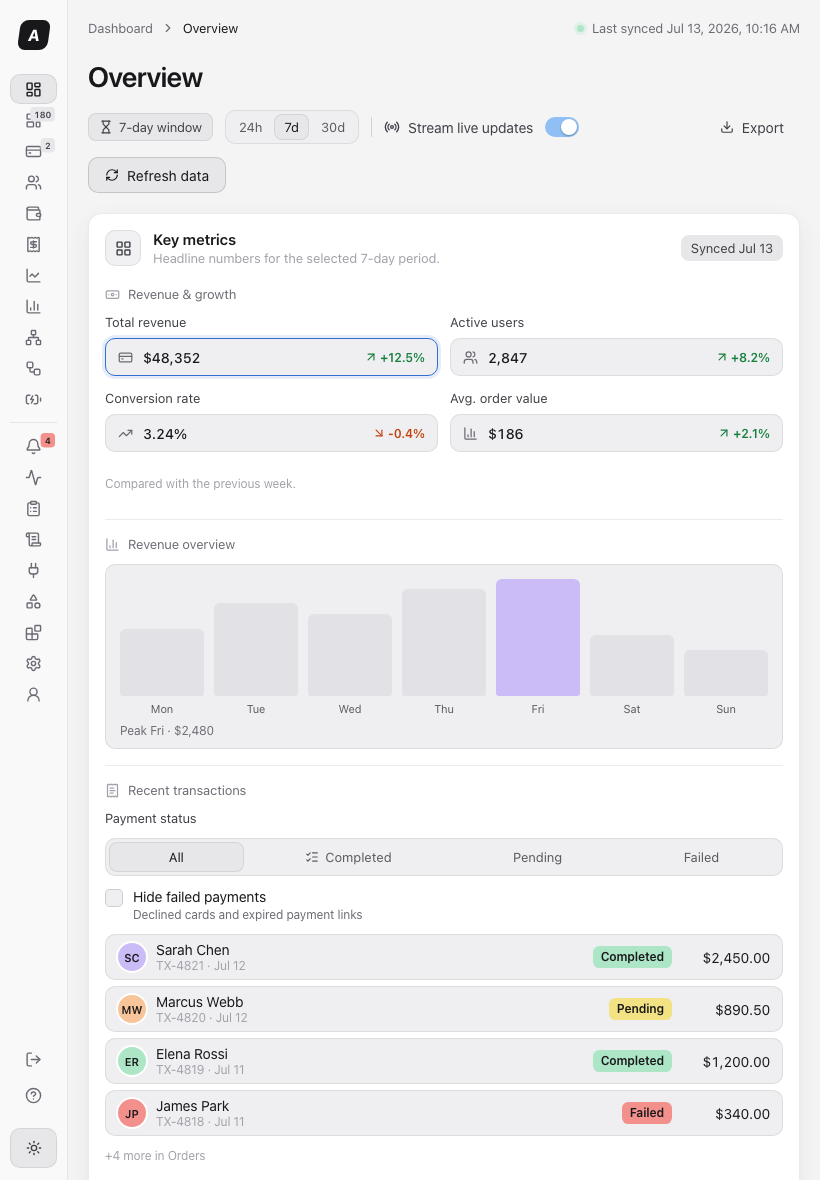 A
Dashboard > Overview
Last synced Jul 13, 2026, 10:16 AM
Overview
180
2
4
7-day window
24h
7d
30d
Stream live updates
Export
Refresh data
Key metrics
Headline numbers for the selected 7-day period.
Synced Jul 13
Revenue & growth
Total revenue
$48,352
+12.5%
Active users
2,847
+8.2%
Conversion rate
3.24%
-0.4%
Avg. order value
$186
+2.1%
Compared with the previous week.
Revenue overview
Mon
Tue
Wed
Thu
Fri
Sat
Sun
Peak Fri · $2,480
Recent transactions
Payment status
All
Completed
Pending
Failed
Hide failed payments
Declined cards and expired payment links
SC
Sarah Chen
TX-4821 · Jul 12
Completed
$2,450.00
MW
Marcus Webb
TX-4820 · Jul 12
Pending
$890.50
ER
Elena Rossi
TX-4819 · Jul 11
Completed
$1,200.00
JP
James Park
TX-4818 · Jul 11
Failed
$340.00
+4 more in Orders